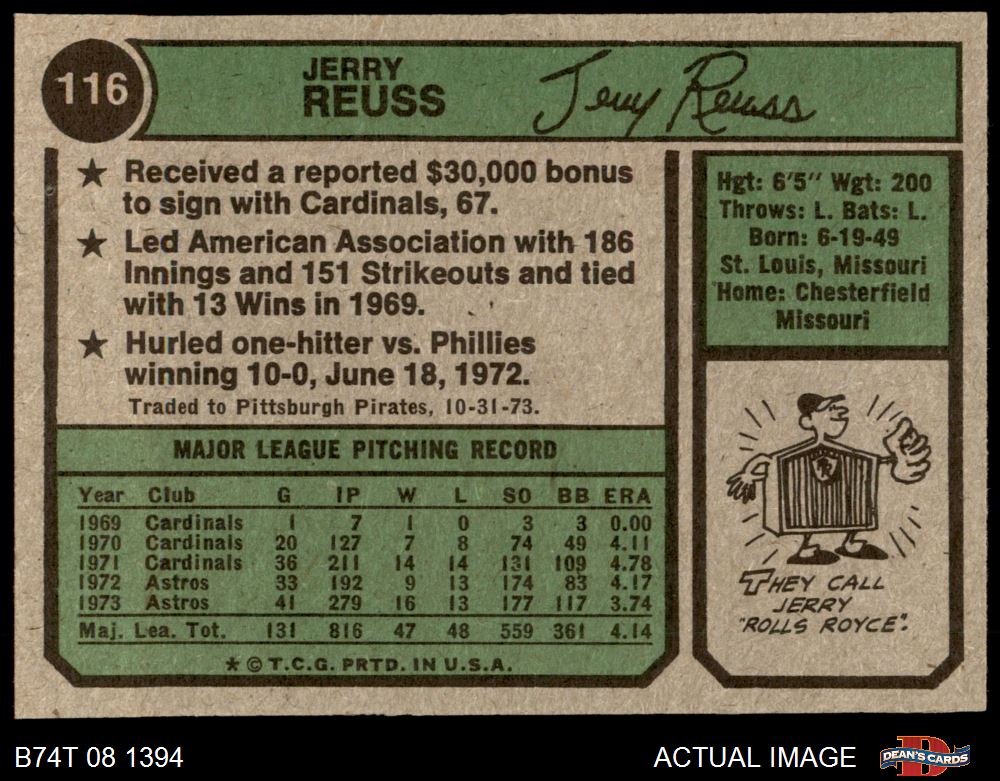 116
JERRY
REUSS
Jerry Reuss
★ Received a reported $30,000 bonus
to sign with Cardinals, 67.
★ Led American Association with 186
Innings and 151 Strikeouts and tied
with 13 Wins in 1969.
★ Hurled one-hitter vs. Phillies
winning 10-0, June 18, 1972.
Traded to Pittsburgh Pirates, 10-31-73.
MAJOR LEAGUE PITCHING RECORD
Year Club G IP W L SO BB ERA
1969 Cardinals 1 7 1 0 3 3 0.00
1970 Cardinals 20 127 7 8 74 49 4.11
1971 Cardinals 36 211 14 14 131 109 4.78
1972 Astros 33 192 9 13 174 83 4.17
1973 Astros 41 279 16 13 177 117 3.74
Maj. Lea. Tot. 131 816 47 48 559 361 4.14
★ © T.C.G. PRTD. IN U.S.A.
Hgt: 6'5" Wgt: 200
Throws: L. Bats: L.
Born: 6-19-49
St. Louis, Missouri
Home: Chesterfield
Missouri
RR
THEY CALL
JERRY
"ROLLS ROYCE".
B74T 08 1394
ACTUAL IMAGE
DEAN'S CARDS